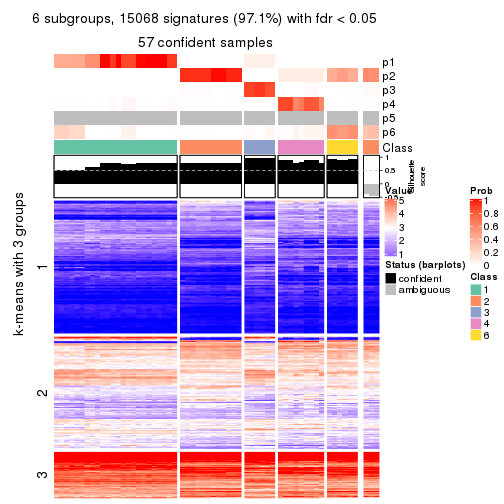 6 subgroups, 15068 signatures (97.1%) with fdr < 0.05
57 confident samples
p1
p2
p3
p4
p5
p6
Class
1
0.5
0
-0.5
Silhouette
score
k-means with 3 groups
1
2
3
Value
5
4
3
2
1
Status (barplots)
confident
ambiguous
Prob
1
0.8
0.6
0.4
0.2
0
Class
1
2
3
4
6